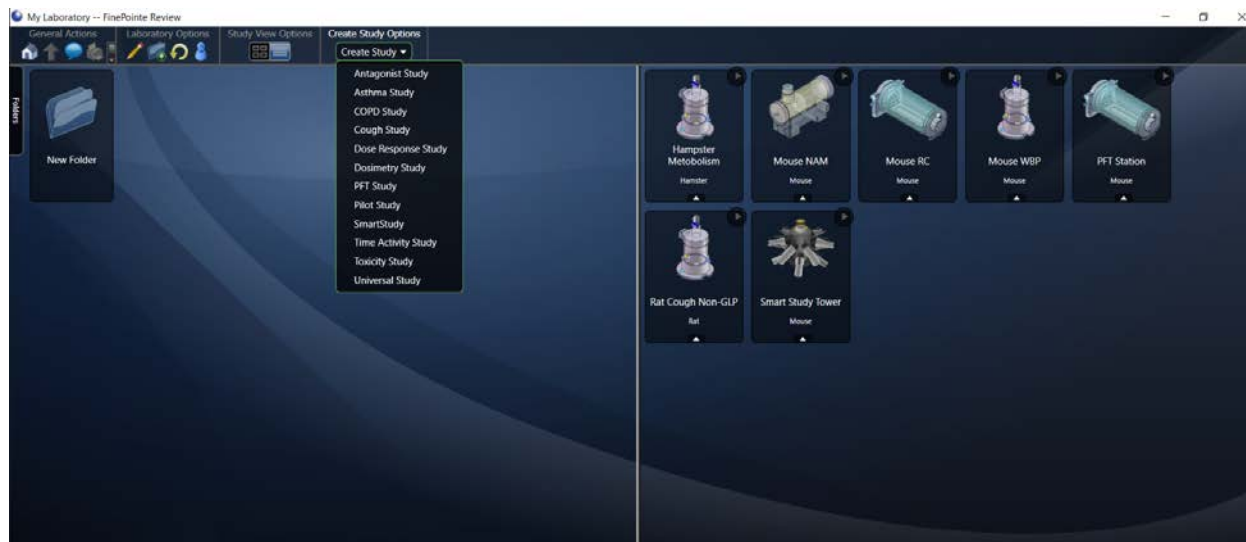 My Laboratory -- FinePointe Review
General Actions
Laboratory Options
Study View Options
Create Study Options
Create Study
Antagonist Study
Asthma Study
COPD Study
Cough Study
Dose Response Study
Dosimetry Study
PFT Study
Pilot Study
SmartStudy
Time Activity Study
Toxicity Study
Universal Study
Folders
New Folder
Hampster
Metobolism
Hamster
Mouse NAM
Mouse
Mouse RC
Mouse
Mouse WBP
Mouse
PFT Station
Mouse
Rat Cough Non-GLP
Rat
Smart Study Tower
Mouse